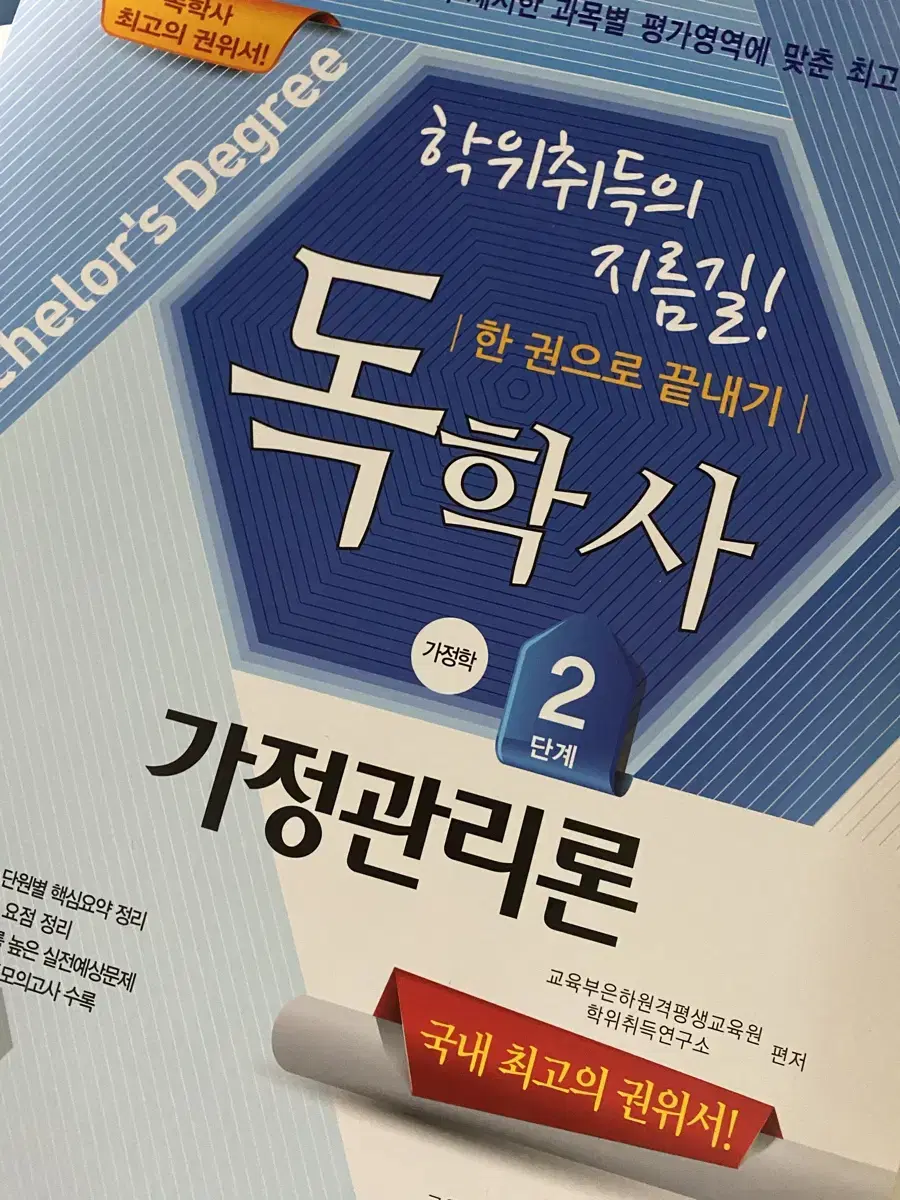 독학사
최고의 권위서!
과목별 평가영역에 맞춘 최고
helor's Degree
학위취득의
지름길!
| 한 권으로 끝내기 |
독학사
가정학
2
단계
가정관리론
단원별 핵심요약 정리
요점 정리
높은 실전예상문제
모의고사 수록
교육부은하원격평생교육원
학위취득연구소 편저
국내 최고의 권위서!